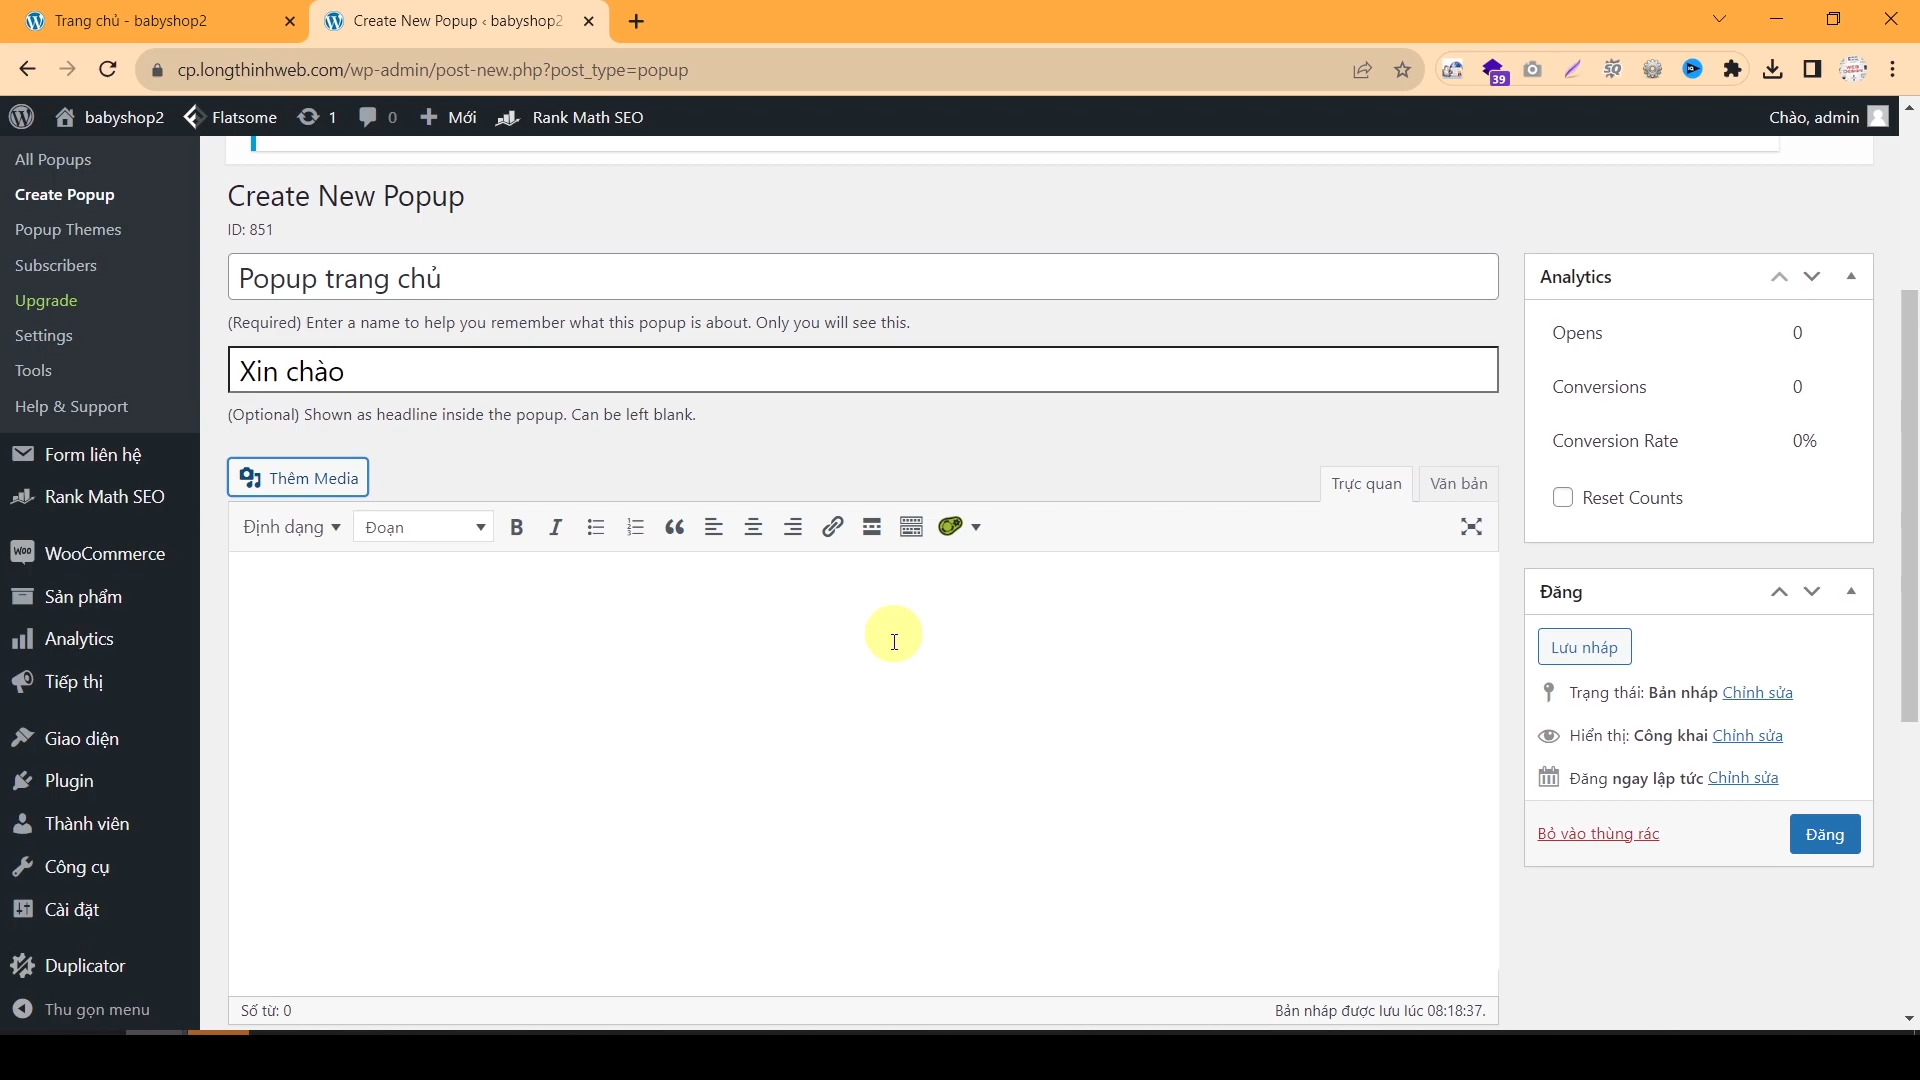 Trang chủ - babyshop2
Create New Popup ‹ babyshop2
cp.longthinhweb.com/wp-admin/post-new.php?post_type=popup
39
babyshop2
Flatsome
1
0
Mới
Rank Math SEO
Chào, admin
All Popups
Create Popup
Popup Themes
Subscribers
Upgrade
Settings
Tools
Help & Support
Form liên hệ
Rank Math SEO
WooCommerce
Sản phẩm
Analytics
Tiếp thị
Giao diện
Plugin
Thành viên
Công cụ
Cài đặt
Duplicator
Thu gọn menu
Create New Popup
ID: 851
Popup trang chủ
(Required) Enter a name to help you remember what this popup is about. Only you will see this.
Xin chào
(Optional) Shown as headline inside the popup. Can be left blank.
Thêm Media
Trực quan
Văn bản
Định dạng
Đoạn
B I
Số từ: 0
Bản nháp được lưu lúc 08:18:37.
Analytics
Opens 0
Conversions 0
Conversion Rate 0%
Reset Counts
Đăng
Lưu nháp
Trạng thái: Bản nháp Chỉnh sửa
Hiển thị: Công khai Chỉnh sửa
Đăng ngay lập tức Chỉnh sửa
Bỏ vào thùng rác
Đăng